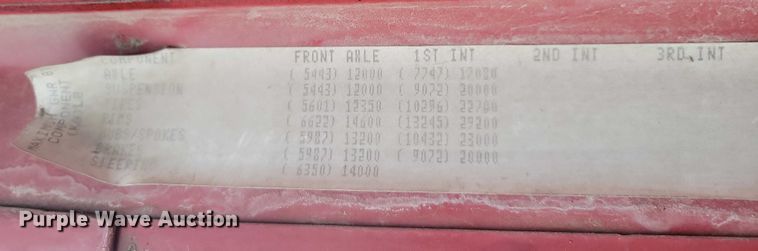 COMPONENT FRONT AXLE 1ST INT 2ND INT 3RD INT
AXLE ( 5443) 12000 ( 7747)
SUSPENSION ( 5443) 12000 ( 9072) 20000
TIRES ( 5601) 12350 (10296) 22700
RIMS ( 6622) 14600 (13245) 29200
HUBS/SPOKES ( 5987) 13200 (10432) 23000
BRAKES ( 5987) 13200 ( 9072) 20000
( 6350) 14000
COMPONENT
Purple Wave Auction